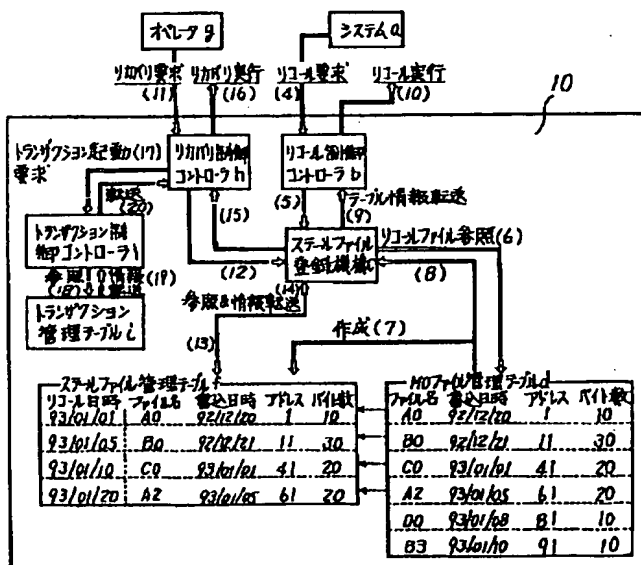 オペレータg
システムa
リカバリ要求 リカバリ実行 リコール要求 リコール実行
(11) (16) (4) (10)
10
トランザクション起動(17)
要求
リカバリ制御
コントローラh
リコール制御
コントローラb
転送
(20)
(15)
(5)
テーブル情報転送
(9)
リコールファイル参照(6)
トランザクション制
御コントローラi
(12)
ステールファイル
登録機構c
(8)
参照 情報(19)
(18) 転送
(14)
参照&情報転送
トランザクション
管理テーブルj
(13)
作成(7)
ステールファイル管理テーブルf
リコール日時 ファイル名 書込日時 アドレス バイト数
93/01/01 A0 92/12/20 1 10
93/01/05 B0 92/12/21 11 30
93/01/10 C0 93/01/01 41 20
93/01/20 A2 93/01/05 61 20
MOファイル管理テーブルd
ファイル名 書込日時 アドレス バイト数
A0 92/12/20 1 10
B0 92/12/21 11 30
C0 93/01/01 41 20
A2 93/01/05 61 20
D0 93/01/08 81 10
B3 93/01/10 91 10